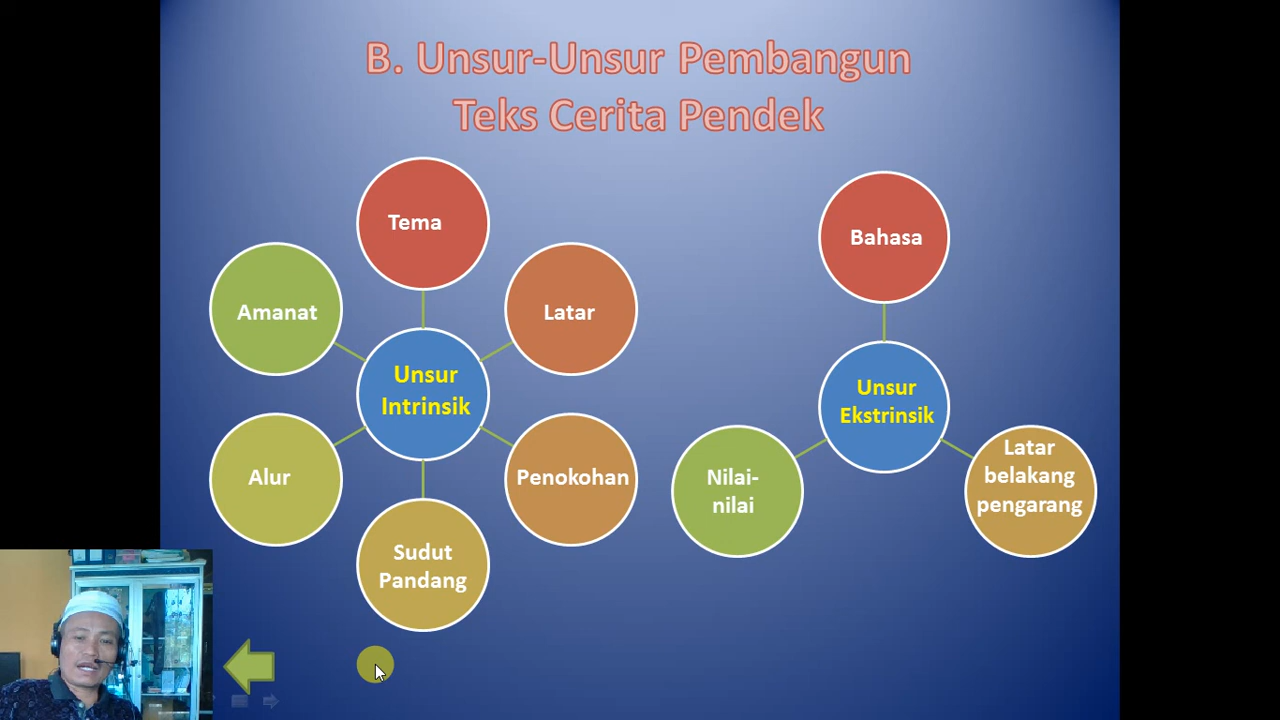 B. Unsur-Unsur Pembangun
Teks Cerita Pendek
Tema
Amanat
Latar
Unsur
Intrinsik
Alur
Penokohan
Sudut
Pandang
Bahasa
Unsur
Ekstrinsik
Nilai-
nilai
Latar
belakang
pengarang